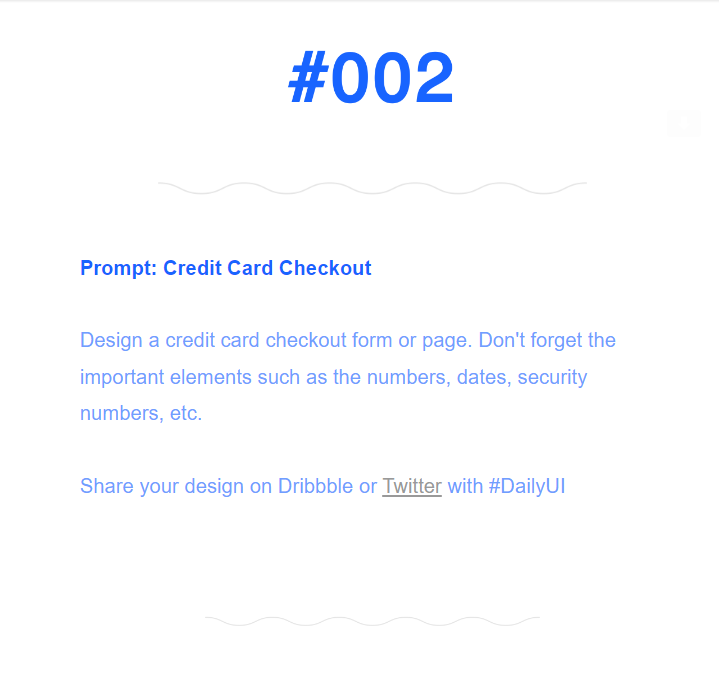 #002
Prompt: Credit Card Checkout
Design a credit card checkout form or page. Don't forget the
important elements such as the numbers, dates, security
numbers, etc.
Share your design on Dribbble or Twitter with #DailyUI